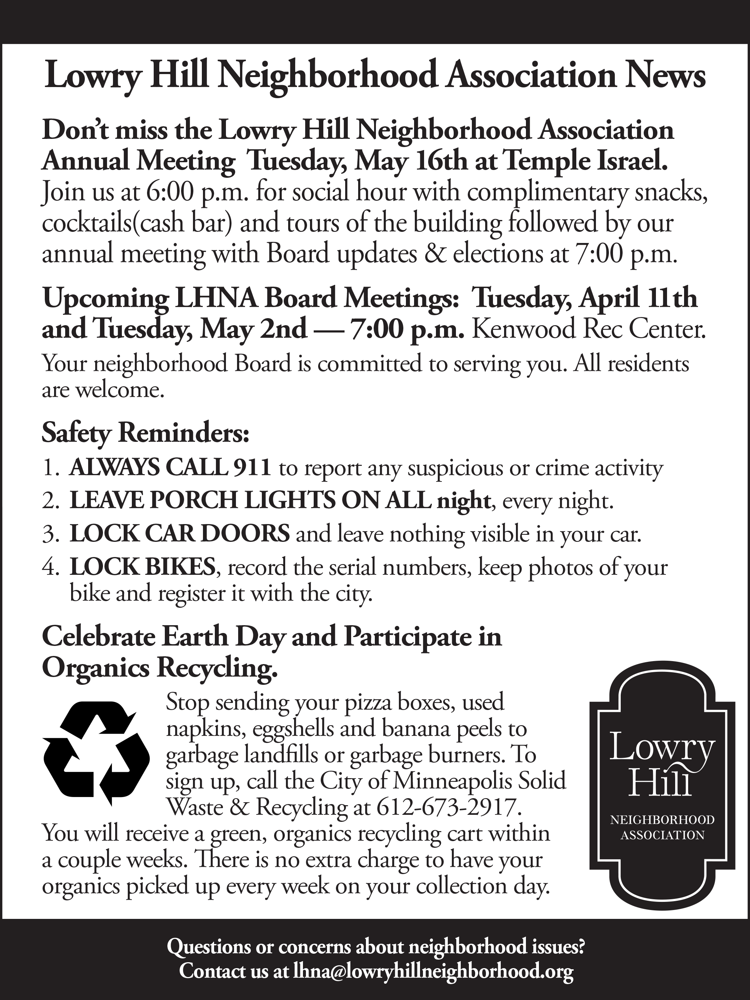 Lowry Hill Neighborhood Association News
Don’t miss the Lowry Hill Neighborhood Association
Annual Meeting  Tuesday, May 16th at Temple Israel.
Join us at 6:00 p.m. for social hour with complimentary snacks,
cocktails(cash bar) and tours of the building followed by our
annual meeting with Board updates & elections at 7:00 p.m.
Upcoming LHNA Board Meetings:  Tuesday, April 11th
and Tuesday, May 2nd — 7:00 p.m. Kenwood Rec Center.
Your neighborhood Board is committed to serving you. All residents
are welcome.
Safety Reminders:
1. ALWAYS CALL 911 to report any suspicious or crime activity
2. LEAVE PORCH LIGHTS ON ALL night, every night.
3. LOCK CAR DOORS and leave nothing visible in your car.
4. LOCK BIKES, record the serial numbers, keep photos of your
bike and register it with the city.
Celebrate Earth Day and Participate in
Organics Recycling.
Stop sending your pizza boxes, used
napkins, eggshells and banana peels to
garbage landfills or garbage burners. To
sign up, call the City of Minneapolis Solid
Waste & Recycling at 612-673-2917.
You will receive a green, organics recycling cart within
a couple weeks. There is no extra charge to have your
organics picked up every week on your collection day.
Lowry
Hill
NEIGHBORHOOD
ASSOCIATION
Questions or concerns about neighborhood issues?
Contact us at lhna@lowryhillneighborhood.org